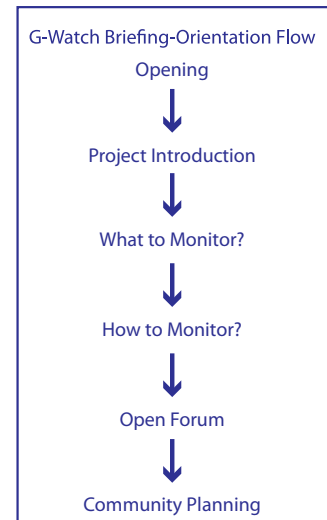 G-Watch Briefing-Orientation Flow
Opening
Project Introduction
What to Monitor?
How to Monitor?
Open Forum
Community Planning